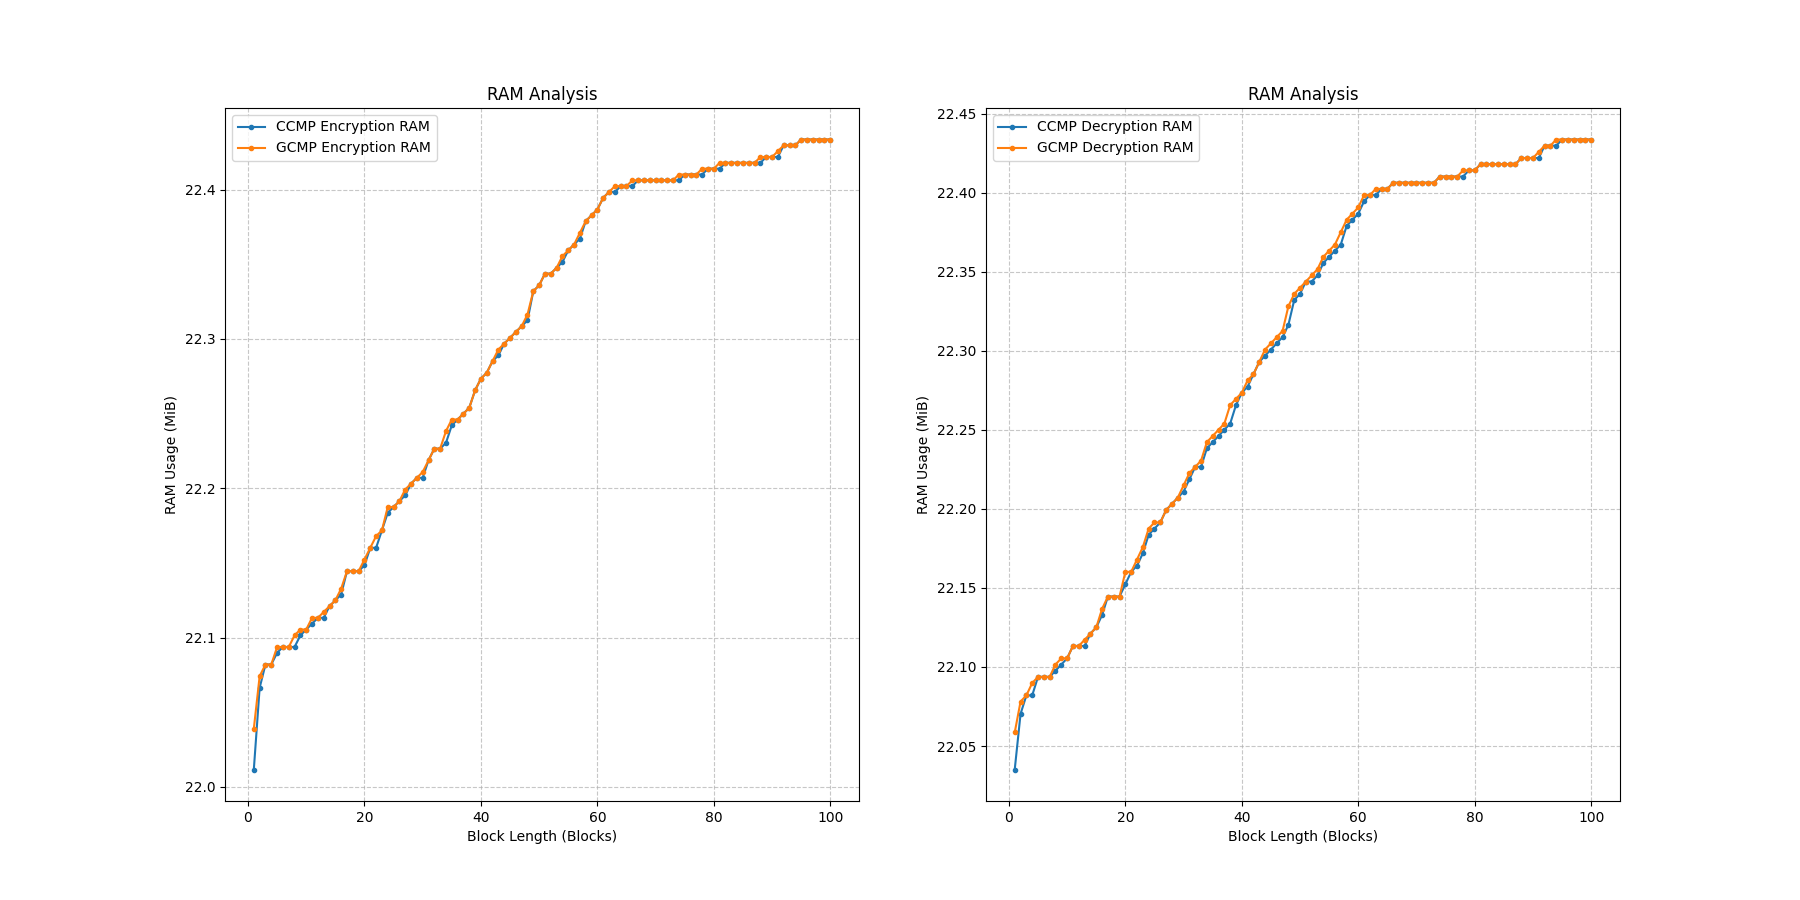 RAM Analysis
CCMP Encryption RAM
GCMP Encryption RAM
22.4
22.3
22.2
22.1
22.0
RAM Usage (MiB)
0 20 40 60 80 100
Block Length (Blocks)
RAM Analysis
CCMP Decryption RAM
GCMP Decryption RAM
22.45
22.40
22.35
22.30
22.25
22.20
22.15
22.10
22.05
RAM Usage (MiB)
0 20 40 60 80 100
Block Length (Blocks)